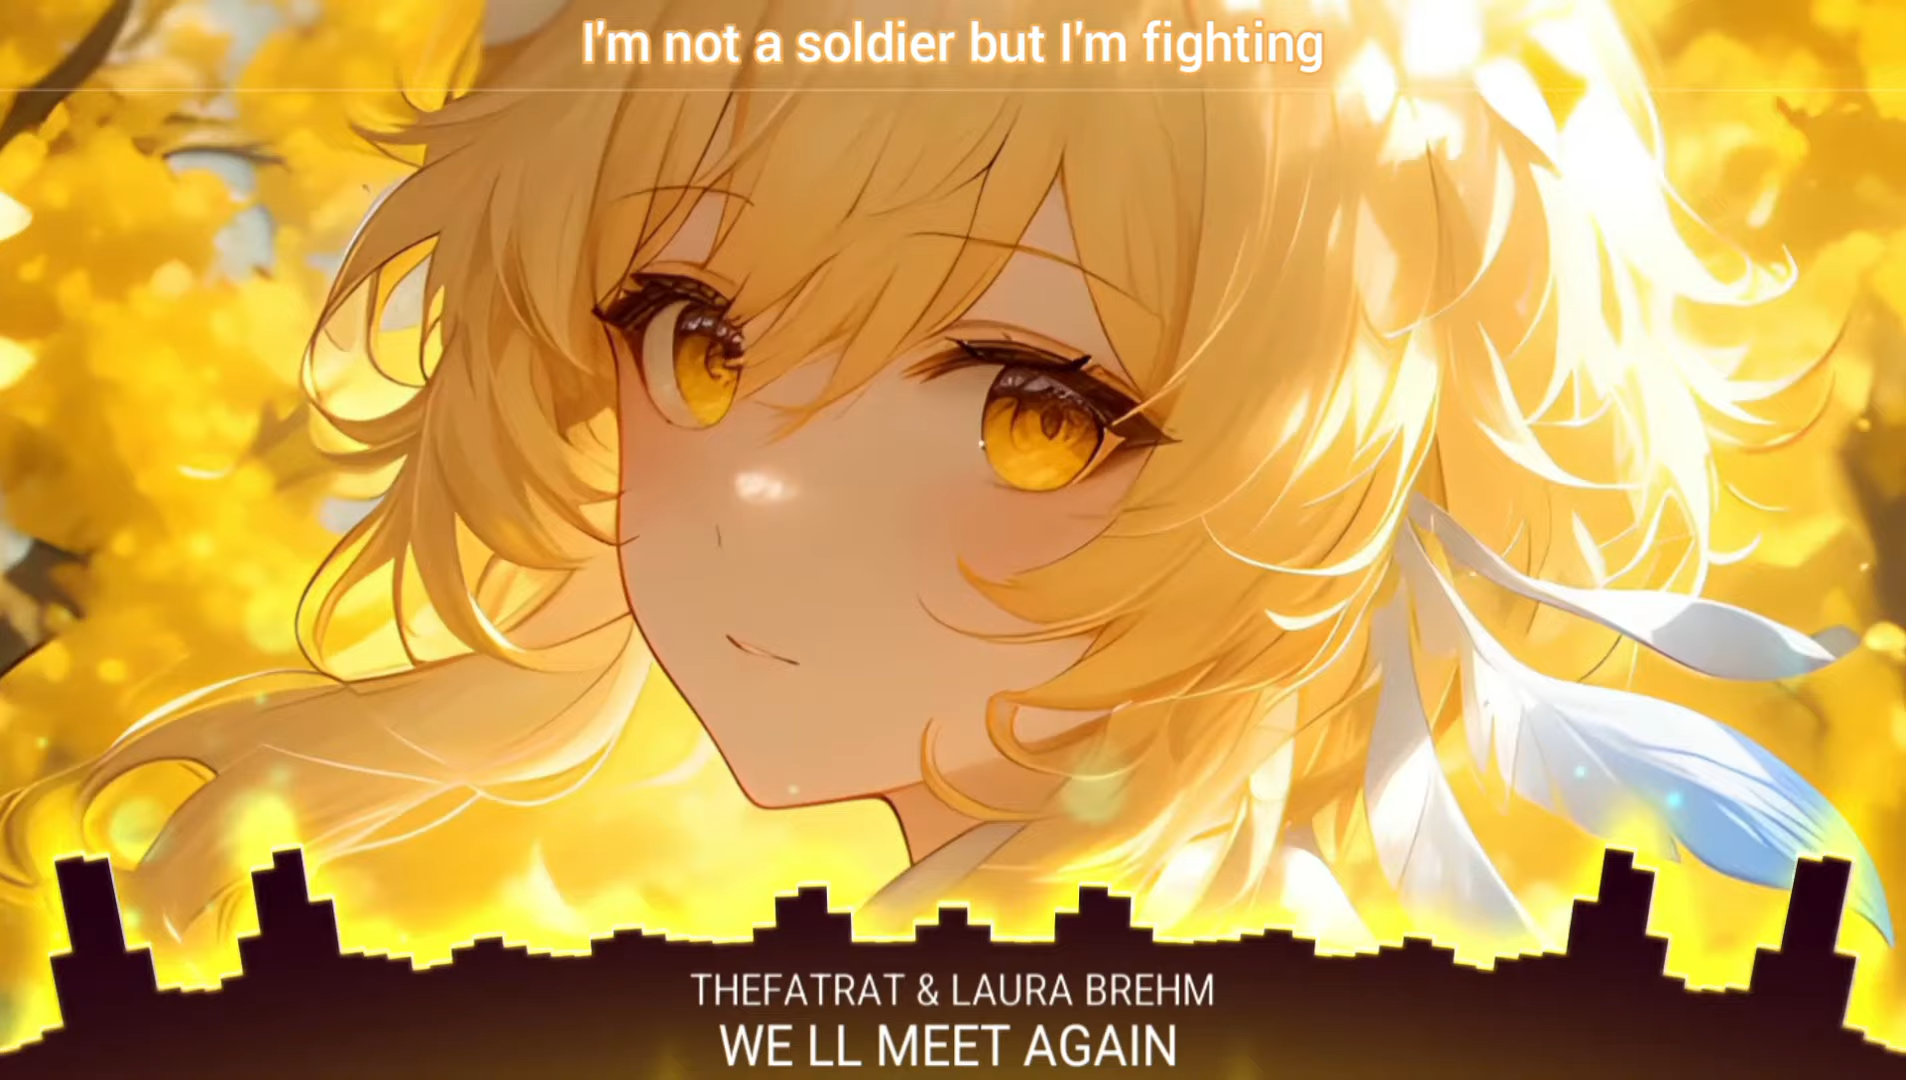 I'm not a soldier but I'm fighting
THEFATRAT & LAURA BREHM
WE LL MEET AGAIN